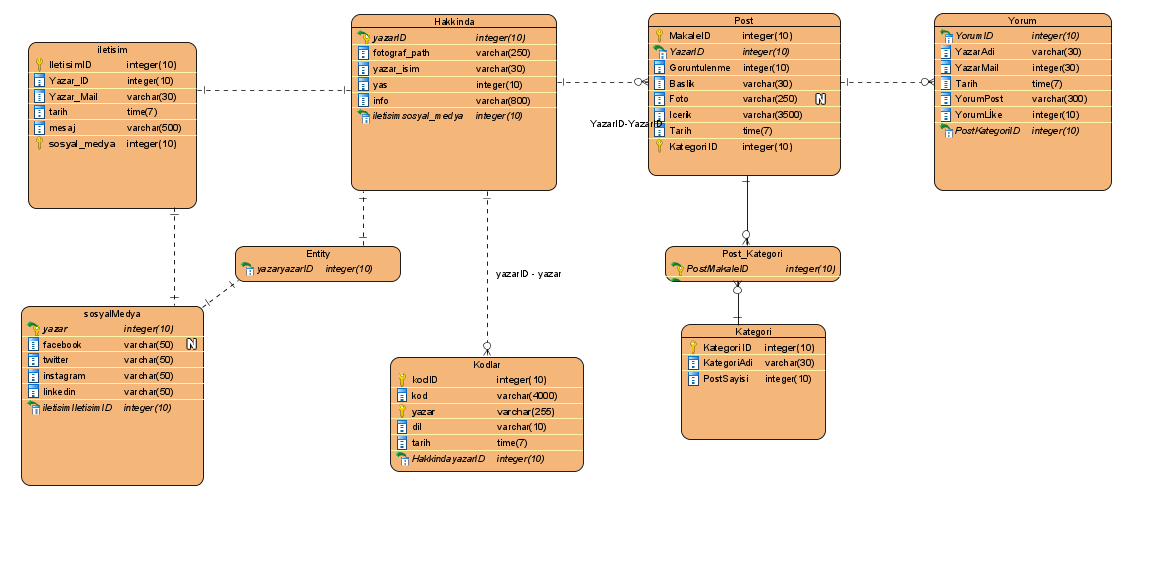 iletisim
IletisimID integer(10)
Yazar_ID integer(10)
Yazar_Mail varchar(30)
tarih time(7)
mesaj varchar(500)
sosyal_medya integer(10)
Hakkinda
yazarID integer(10)
fotograf_path varchar(250)
yazar_isim varchar(30)
yas integer(10)
info varchar(800)
iletisimsosyal_medya integer(10)
Post
MakaleID integer(10)
YazarID integer(10)
Goruntulenme integer(10)
Baslik varchar(30)
Foto varchar(250) N
Icerik varchar(3500)
Tarih time(7)
KategoriID integer(10)
YazarID-YazarID
Yorum
YorumID integer(10)
YazarAdi varchar(30)
YazarMail integer(30)
Tarih time(7)
YorumPost varchar(300)
YorumLike integer(10)
PostKategoriID integer(10)
Entity
yazaryazarID integer(10)
yazarID - yazar
Post_Kategori
PostMakaleID integer(10)
sosyalMedya
yazar integer(10)
facebook varchar(50) N
twitter varchar(50)
instagram varchar(50)
linkedin varchar(50)
iletisimIletisimID integer(10)
Kodlar
kodID integer(10)
kod varchar(4000)
yazar varchar(255)
dil varchar(10)
tarih time(7)
HakkindayazarID integer(10)
Kategori
KategoriID integer(10)
KategoriAdi varchar(30)
PostSayisi integer(10)